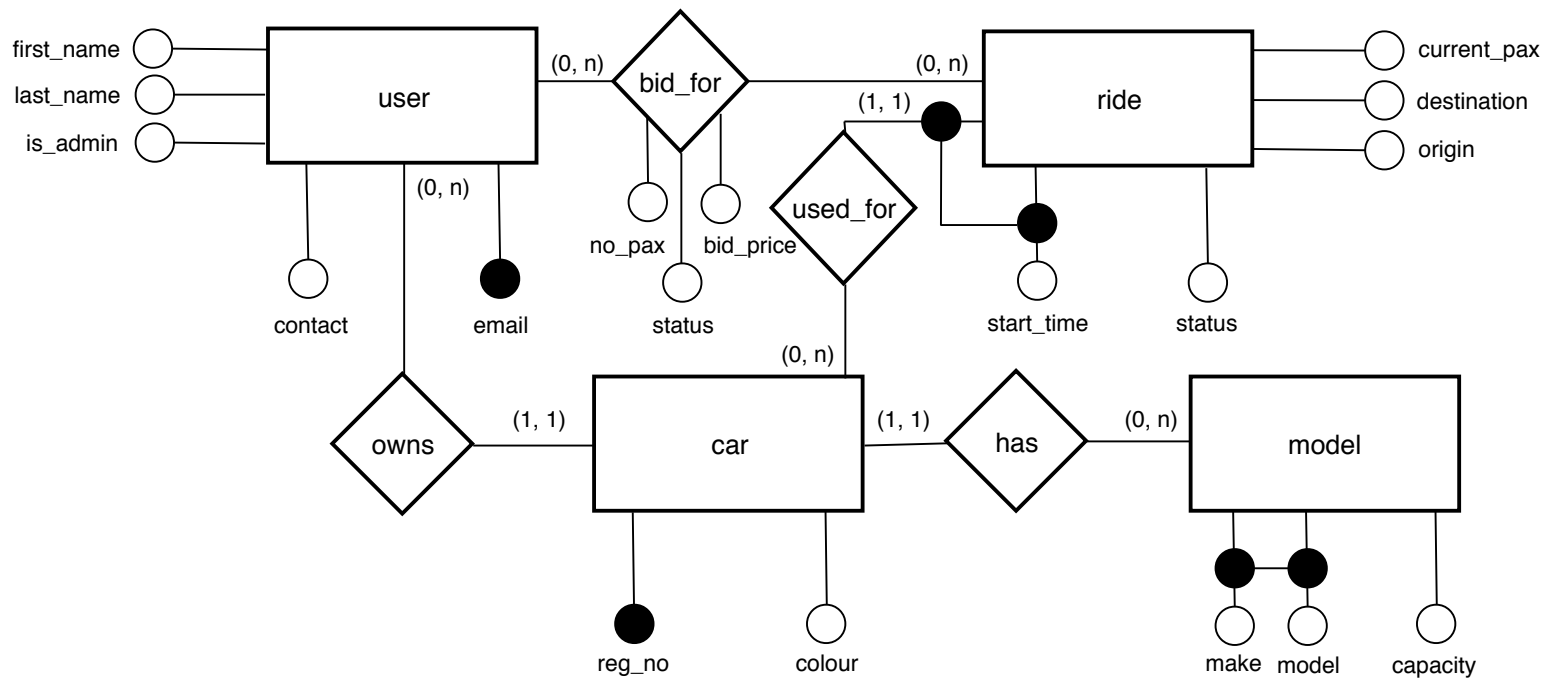 first_name
last_name
is_admin
user
(0, n)
bid_for
(0, n)
ride
current_pax
destination
origin
(1, 1)
(0, n)
used_for
no_pax
bid_price
contact
email
status
start_time
status
(0, n)
owns
(1, 1)
car
(1, 1)
has
(0, n)
model
reg_no
colour
make
model
capacity